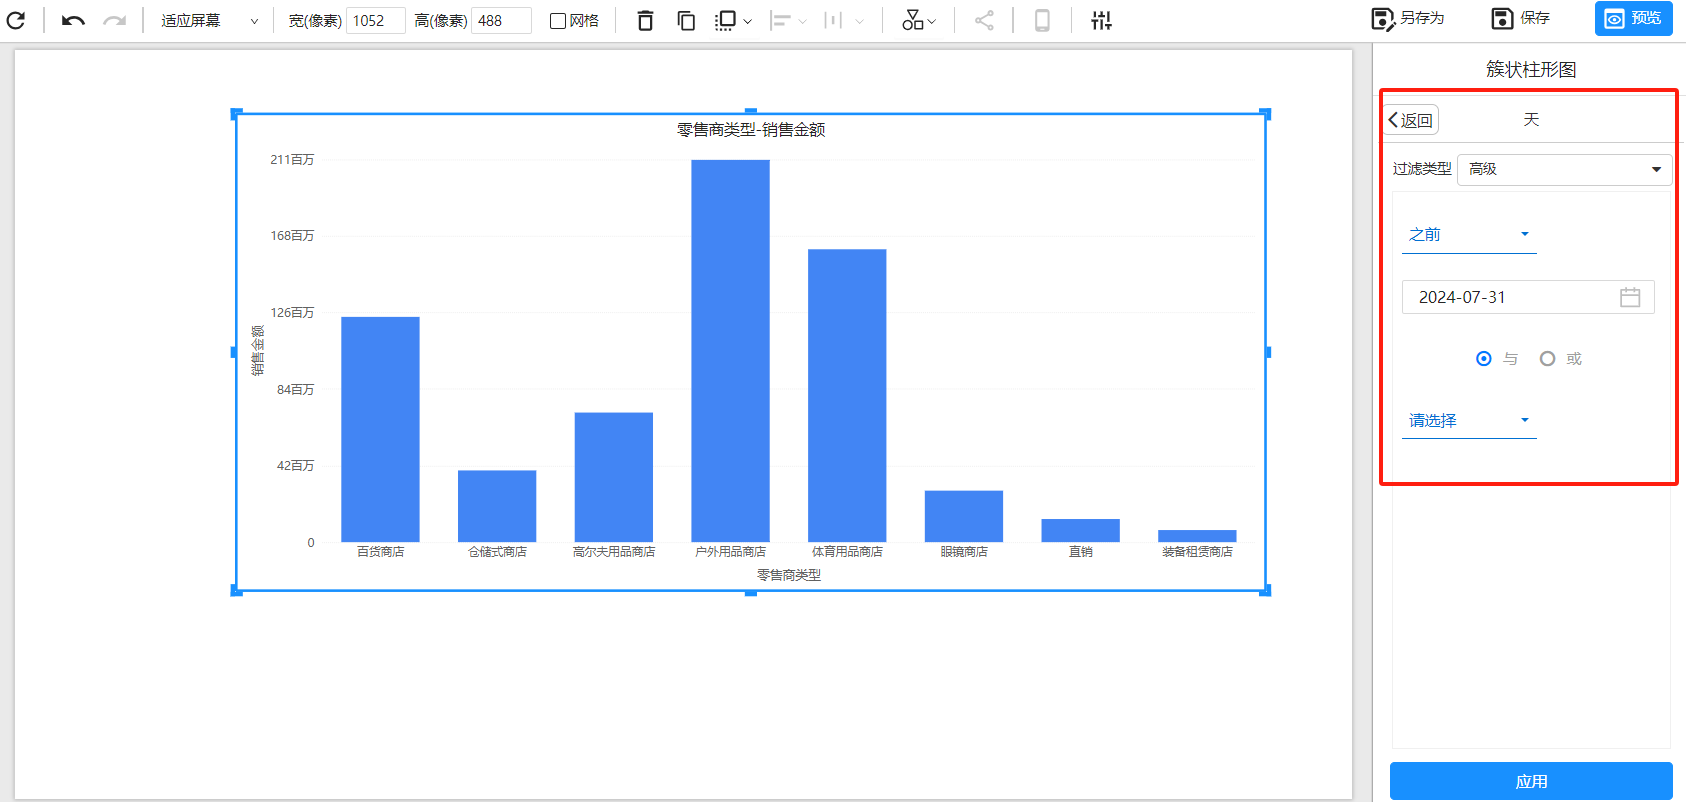 适应屏幕 宽(像素) 1052 高(像素) 488 网格 另存为 保存 预览
簇状柱形图
返回 天
过滤类型 高级
之前
2024-07-31
与 或
请选择
应用
零售商类型-销售金额
211百万
168百万
126百万
84百万
42百万
0
销售金额
百货商店 仓储式商店 高尔夫用品商店 户外用品商店 体育用品商店 眼镜商店 直销 装备租赁商店
零售商类型